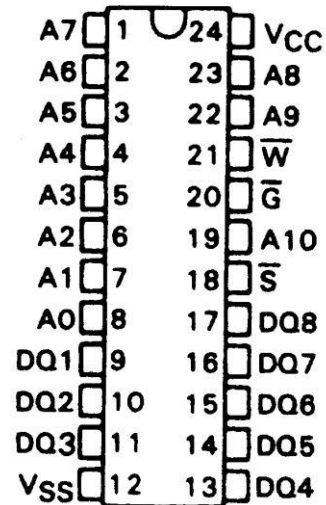 A7 1 24 VCC
A6 2 23 A8
A5 3 22 A9
A4 4 21 W̅
A3 5 20 G̅
A2 6 19 A10
A1 7 18 S̅
A0 8 17 DQ8
DQ1 9 16 DQ7
DQ2 10 15 DQ6
DQ3 11 14 DQ5
VSS 12 13 DQ4